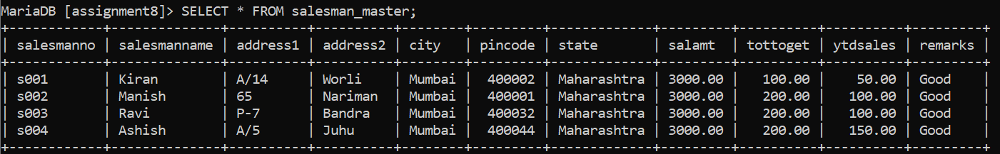 MariaDB [assignment8]> SELECT * FROM salesman_master;
+------------+--------------+----------+----------+--------+---------+-------------+---------+----------+----------+---------+
| salesmanno | salesmanname | address1 | address2 | city   | pincode | state       | salamt  | tottoget | ytdsales | remarks |
+------------+--------------+----------+----------+--------+---------+-------------+---------+----------+----------+---------+
| s001       | Kiran        | A/14     | Worli    | Mumbai |  400002 | Maharashtra | 3000.00 |   100.00 |    50.00 | Good    |
| s002       | Manish       | 65       | Nariman  | Mumbai |  400001 | Maharashtra | 3000.00 |   200.00 |   100.00 | Good    |
| s003       | Ravi         | P-7      | Bandra   | Mumbai |  400032 | Maharashtra | 3000.00 |   200.00 |   100.00 | Good    |
| s004       | Ashish       | A/5      | Juhu     | Mumbai |  400044 | Maharashtra | 3000.00 |   200.00 |   150.00 | Good    |
+------------+--------------+----------+----------+--------+---------+-------------+---------+----------+----------+---------+